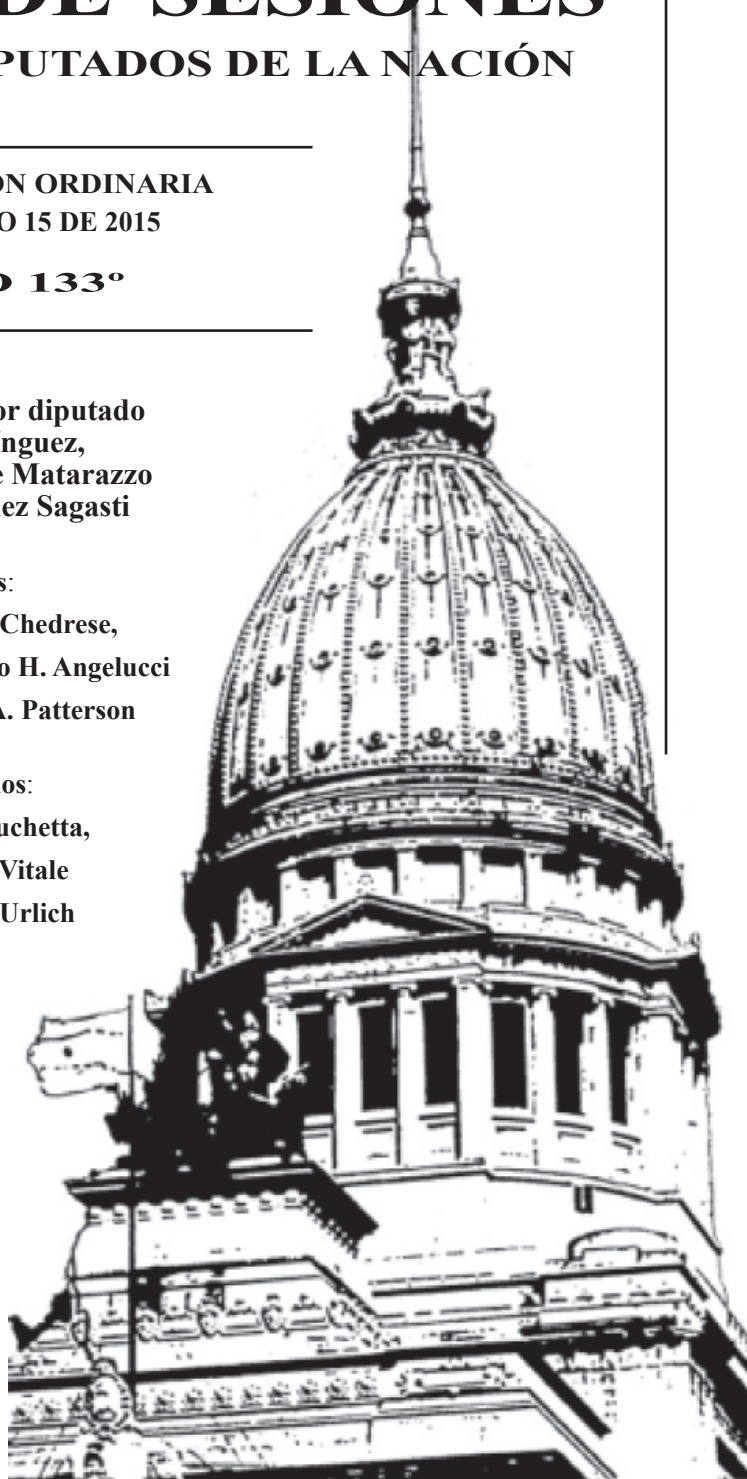 DE SESIONES
PUTADOS DE LA NACIÓN
ORDINARIA
15 DE 2015
133º
or diputado
nguez,
Matarazzo
ez Sagasti
s:
Chedrese,
o H. Angelucci
A. Patterson
os:
uchetta,
Vitale
Urlich